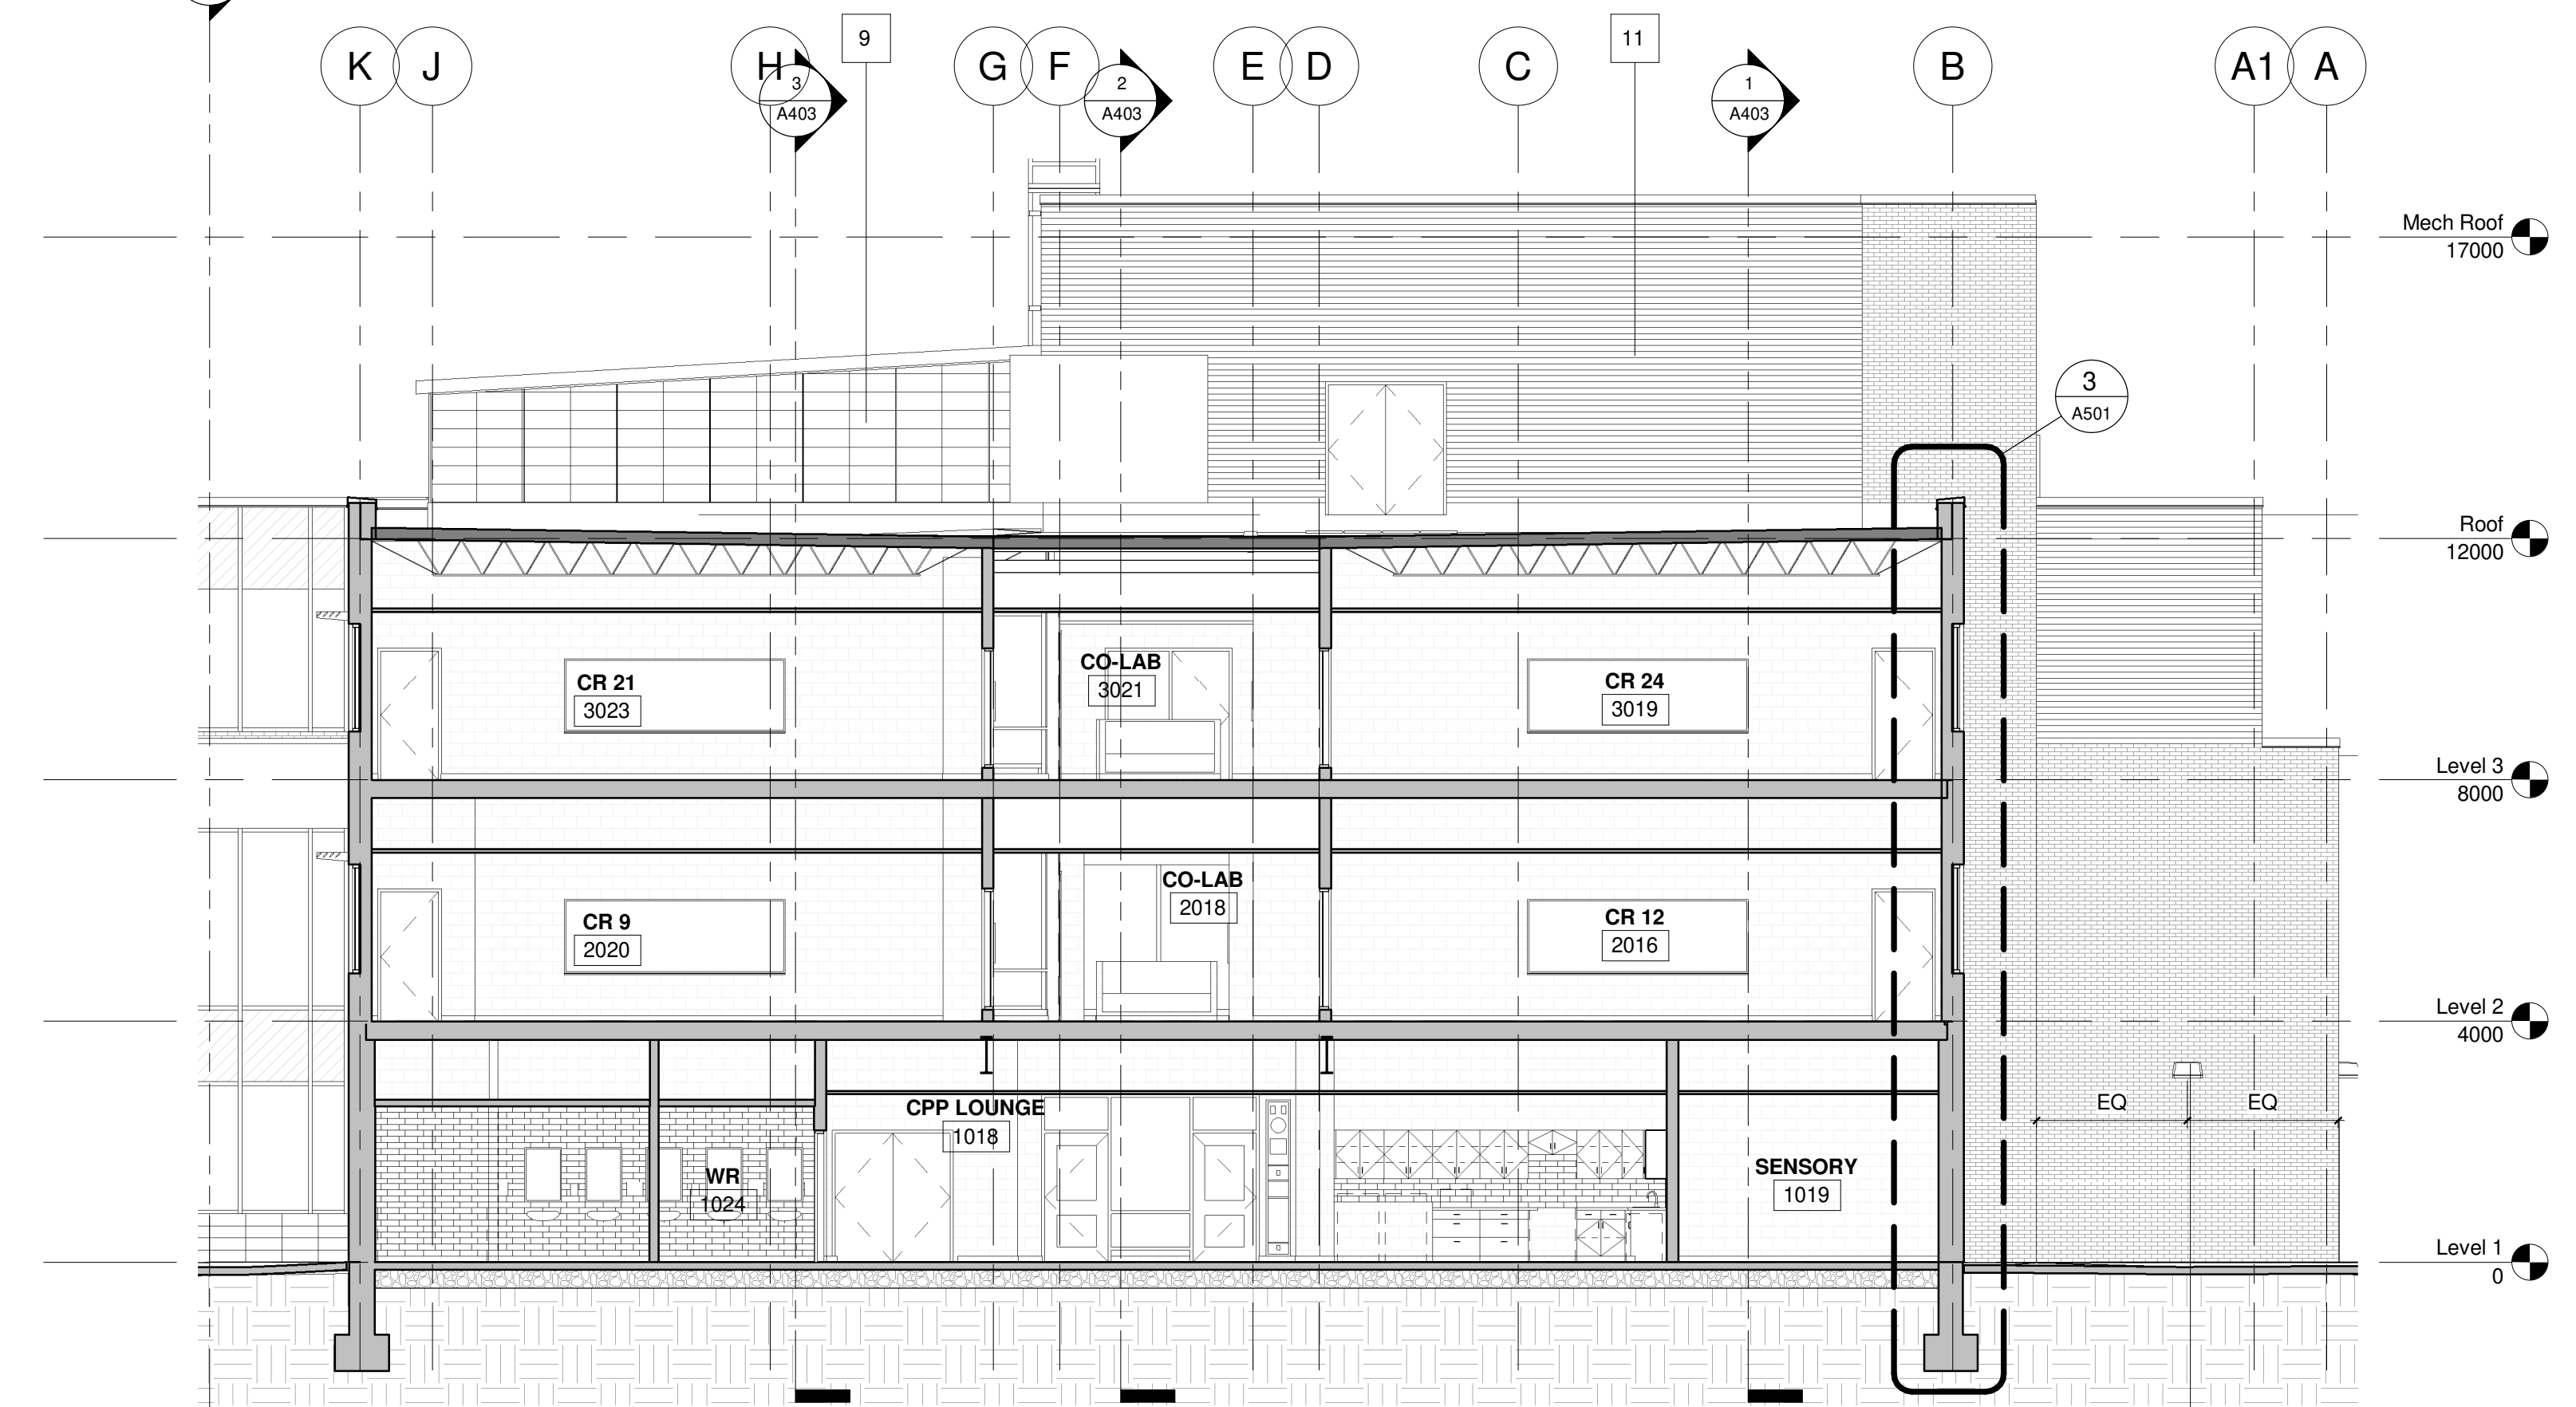 K
J
H
9
G
F
E
D
C
11
B
A1
A
3
A403
2
A403
1
A403
Mech Roof
17000
3
A501
Roof
12000
CR 21
3023
CO-LAB
3021
CR 24
3019
Level 3
8000
CR 9
2020
CO-LAB
2018
CR 12
2016
Level 2
4000
CPP LOUNGE
1018
WR
1024
SENSORY
1019
EQ
EQ
Level 1
0